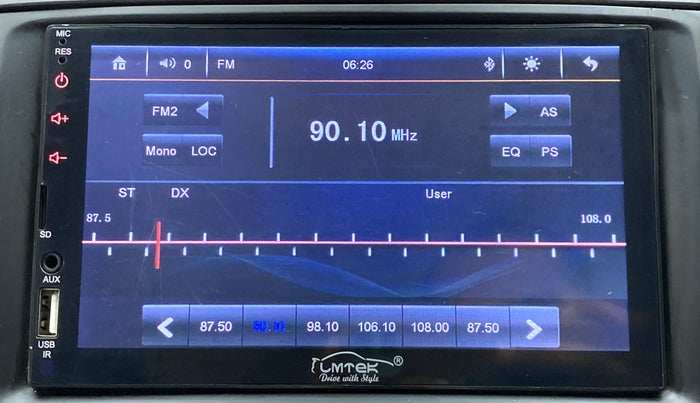 MIC
RES
0 FM 06:26
FM2 AS
90.10 MHz
Mono LOC EQ PS
ST DX User
87.5 108.0
SD
AUX
87.50 90.10 98.10 106.10 108.00 87.50
USB
IR
LMTEK ®
Drive with Style